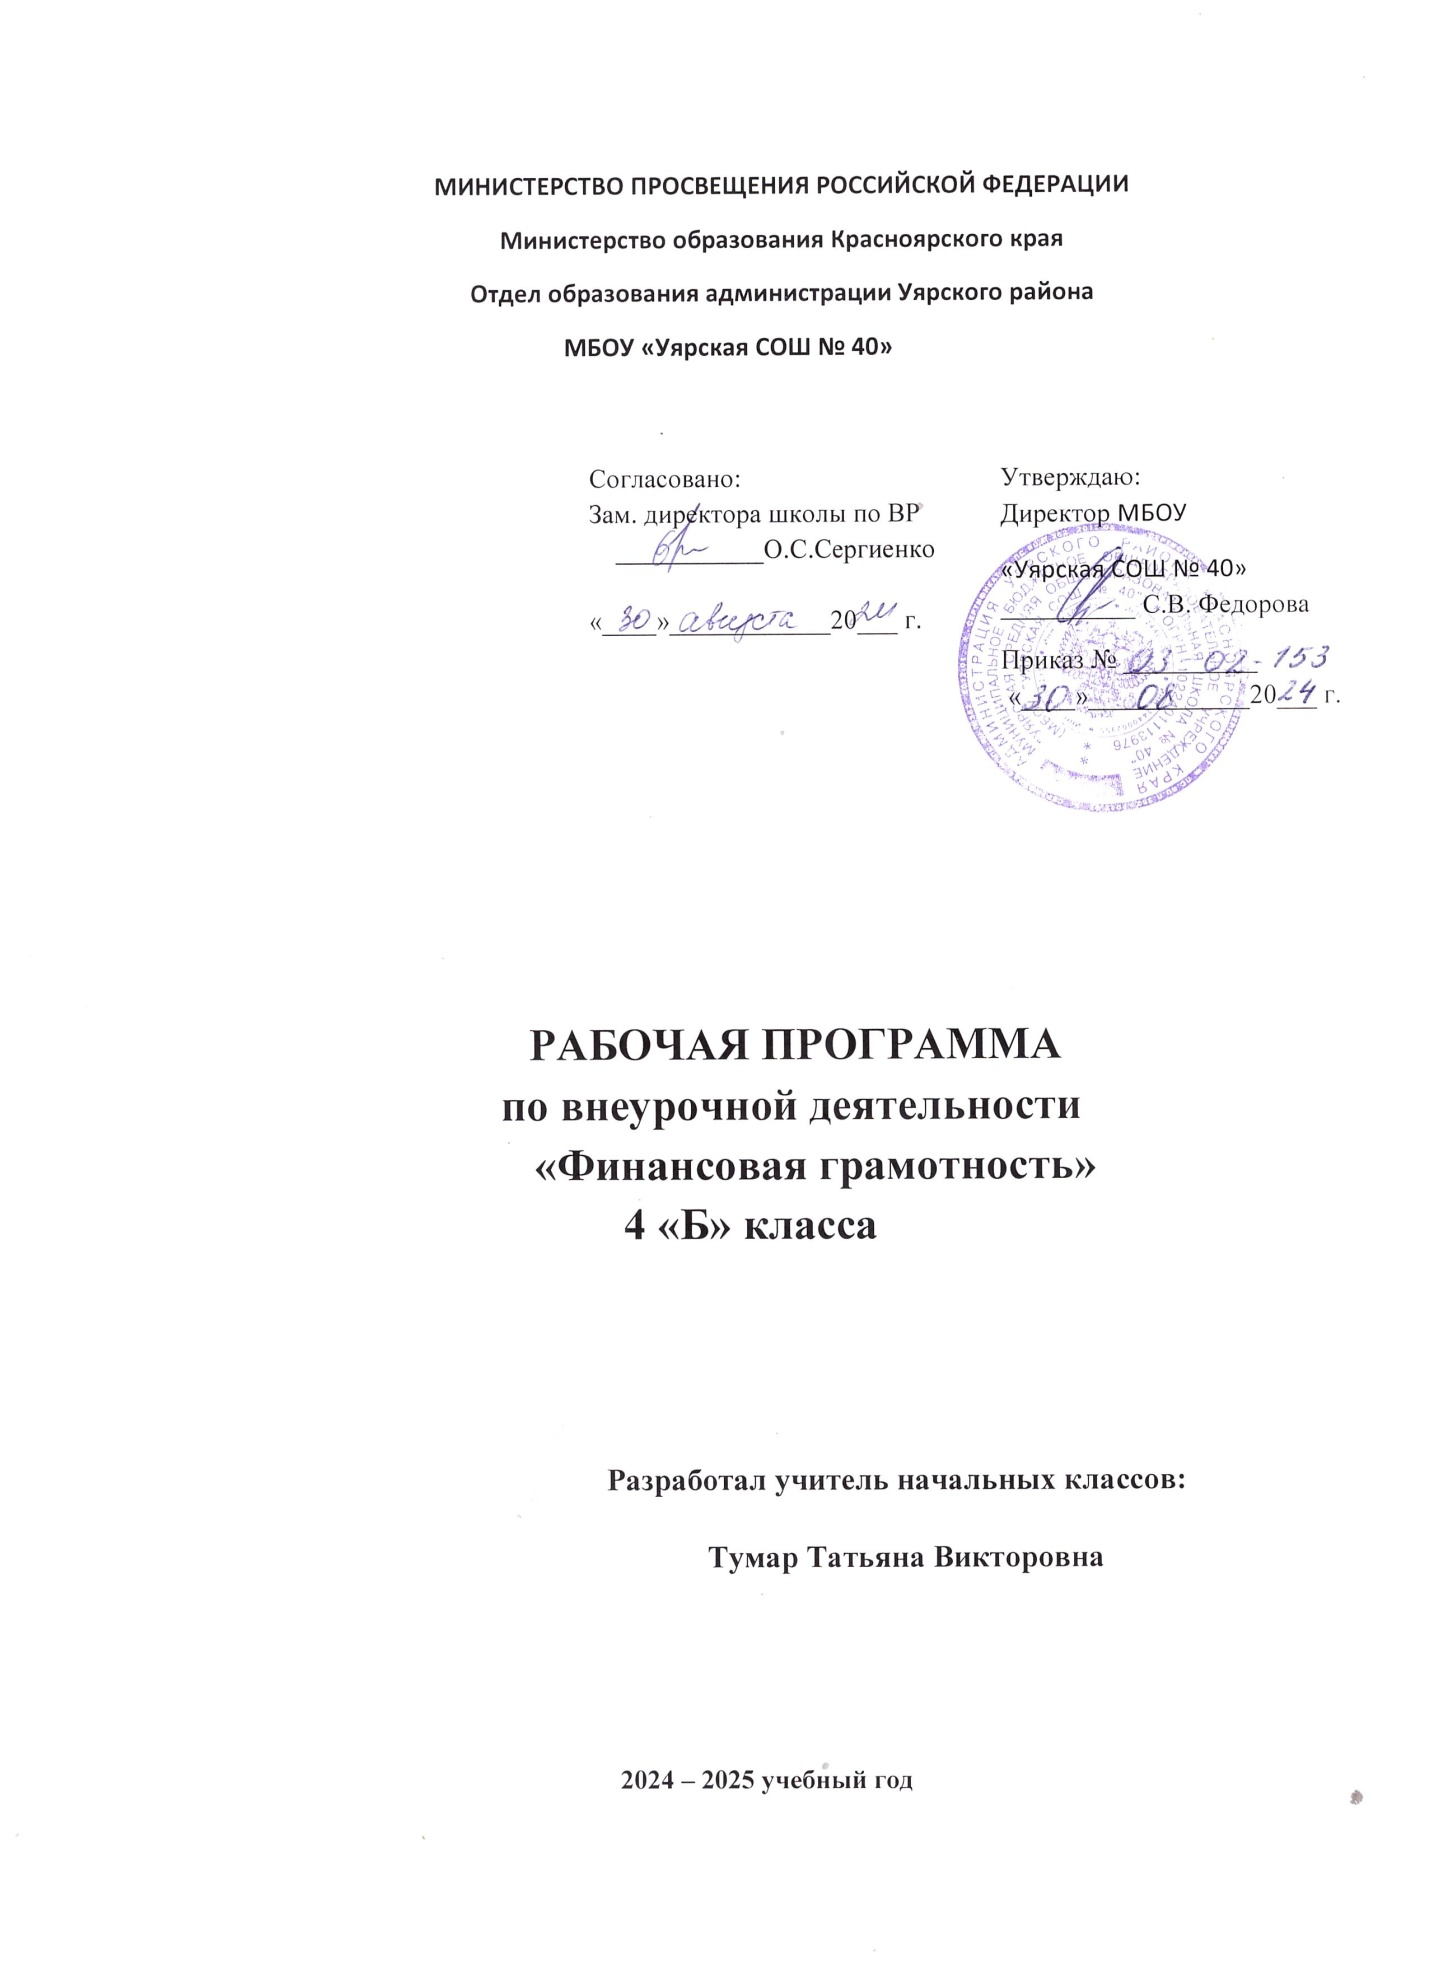 МИНИСТЕРСТВО ПРОСВЕЩЕНИЯ РОССИЙСКОЙ ФЕДЕРАЦИИ
Министерство образования Красноярского края
Отдел образования администрации Уярского района
МБОУ «Уярская СОШ № 40»
Согласовано:
Зам. директора школы по ВР
___________О.С.Сергиенко
«30» августа 2024 г.
Утверждаю:
Директор МБОУ
«Уярская СОШ № 40»
__________ С.В. Федорова
Приказ № 03-02-153
«30» 08 2024 г.
РАБОЧАЯ ПРОГРАММА
по внеурочной деятельности
«Финансовая грамотность»
4 «Б» класса
Разработал учитель начальных классов:
Тумар Татьяна Викторовна
2024 – 2025 учебный год